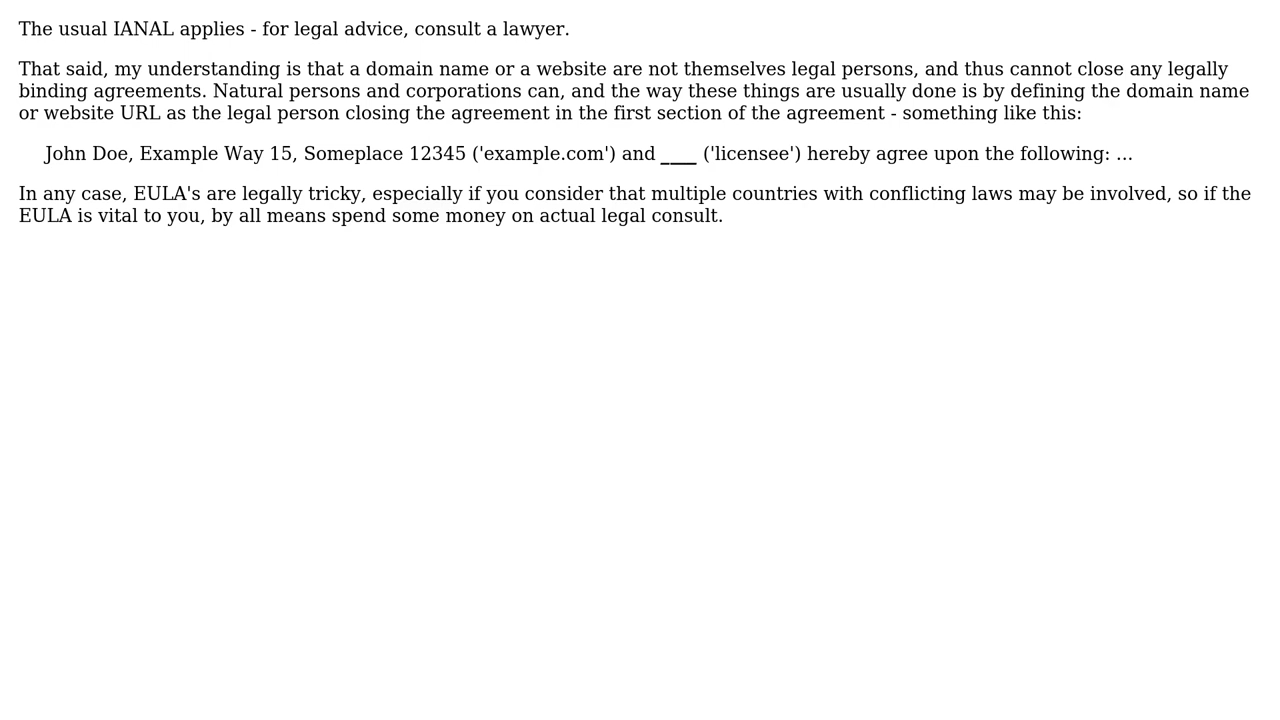 The usual IANAL applies - for legal advice, consult a lawyer.
That said, my understanding is that a domain name or a website are not themselves legal persons, and thus cannot close any legally
binding agreements. Natural persons and corporations can, and the way these things are usually done is by defining the domain name
or website URL as the legal person closing the agreement in the first section of the agreement - something like this:
John Doe, Example Way 15, Someplace 12345 ('example.com') and ____ ('licensee') hereby agree upon the following: ...
In any case, EULA's are legally tricky, especially if you consider that multiple countries with conflicting laws may be involved, so if the
EULA is vital to you, by all means spend some money on actual legal consult.